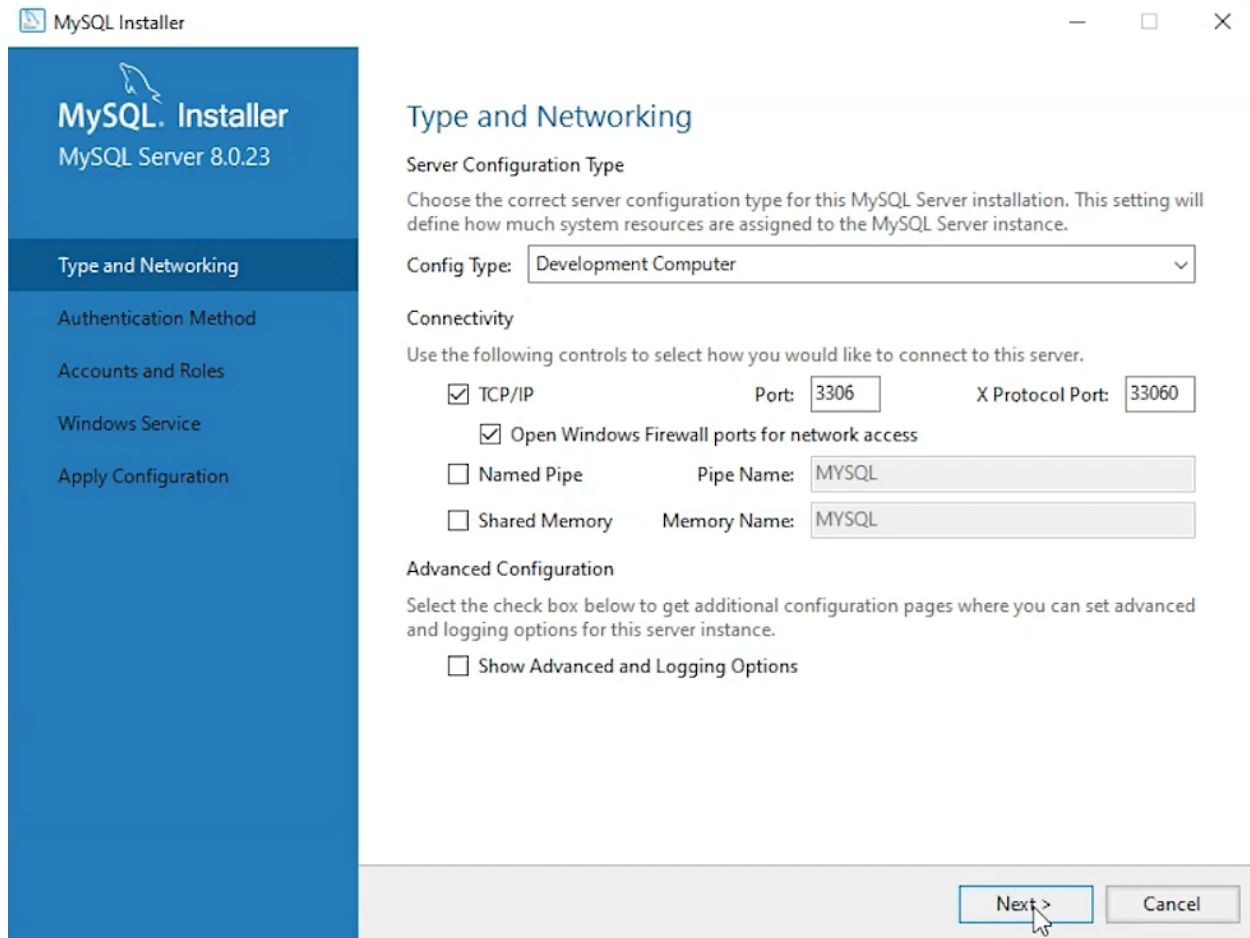 MySQL Installer
MySQL. Installer
MySQL Server 8.0.23
Type and Networking
Authentication Method
Accounts and Roles
Windows Service
Apply Configuration
Type and Networking
Server Configuration Type
Choose the correct server configuration type for this MySQL Server installation. This setting will
define how much system resources are assigned to the MySQL Server instance.
Config Type: Development Computer
Connectivity
Use the following controls to select how you would like to connect to this server.
TCP/IP Port: 3306 X Protocol Port: 33060
Open Windows Firewall ports for network access
Named Pipe Pipe Name: MYSQL
Shared Memory Memory Name: MYSQL
Advanced Configuration
Select the check box below to get additional configuration pages where you can set advanced
and logging options for this server instance.
Show Advanced and Logging Options
Next > Cancel